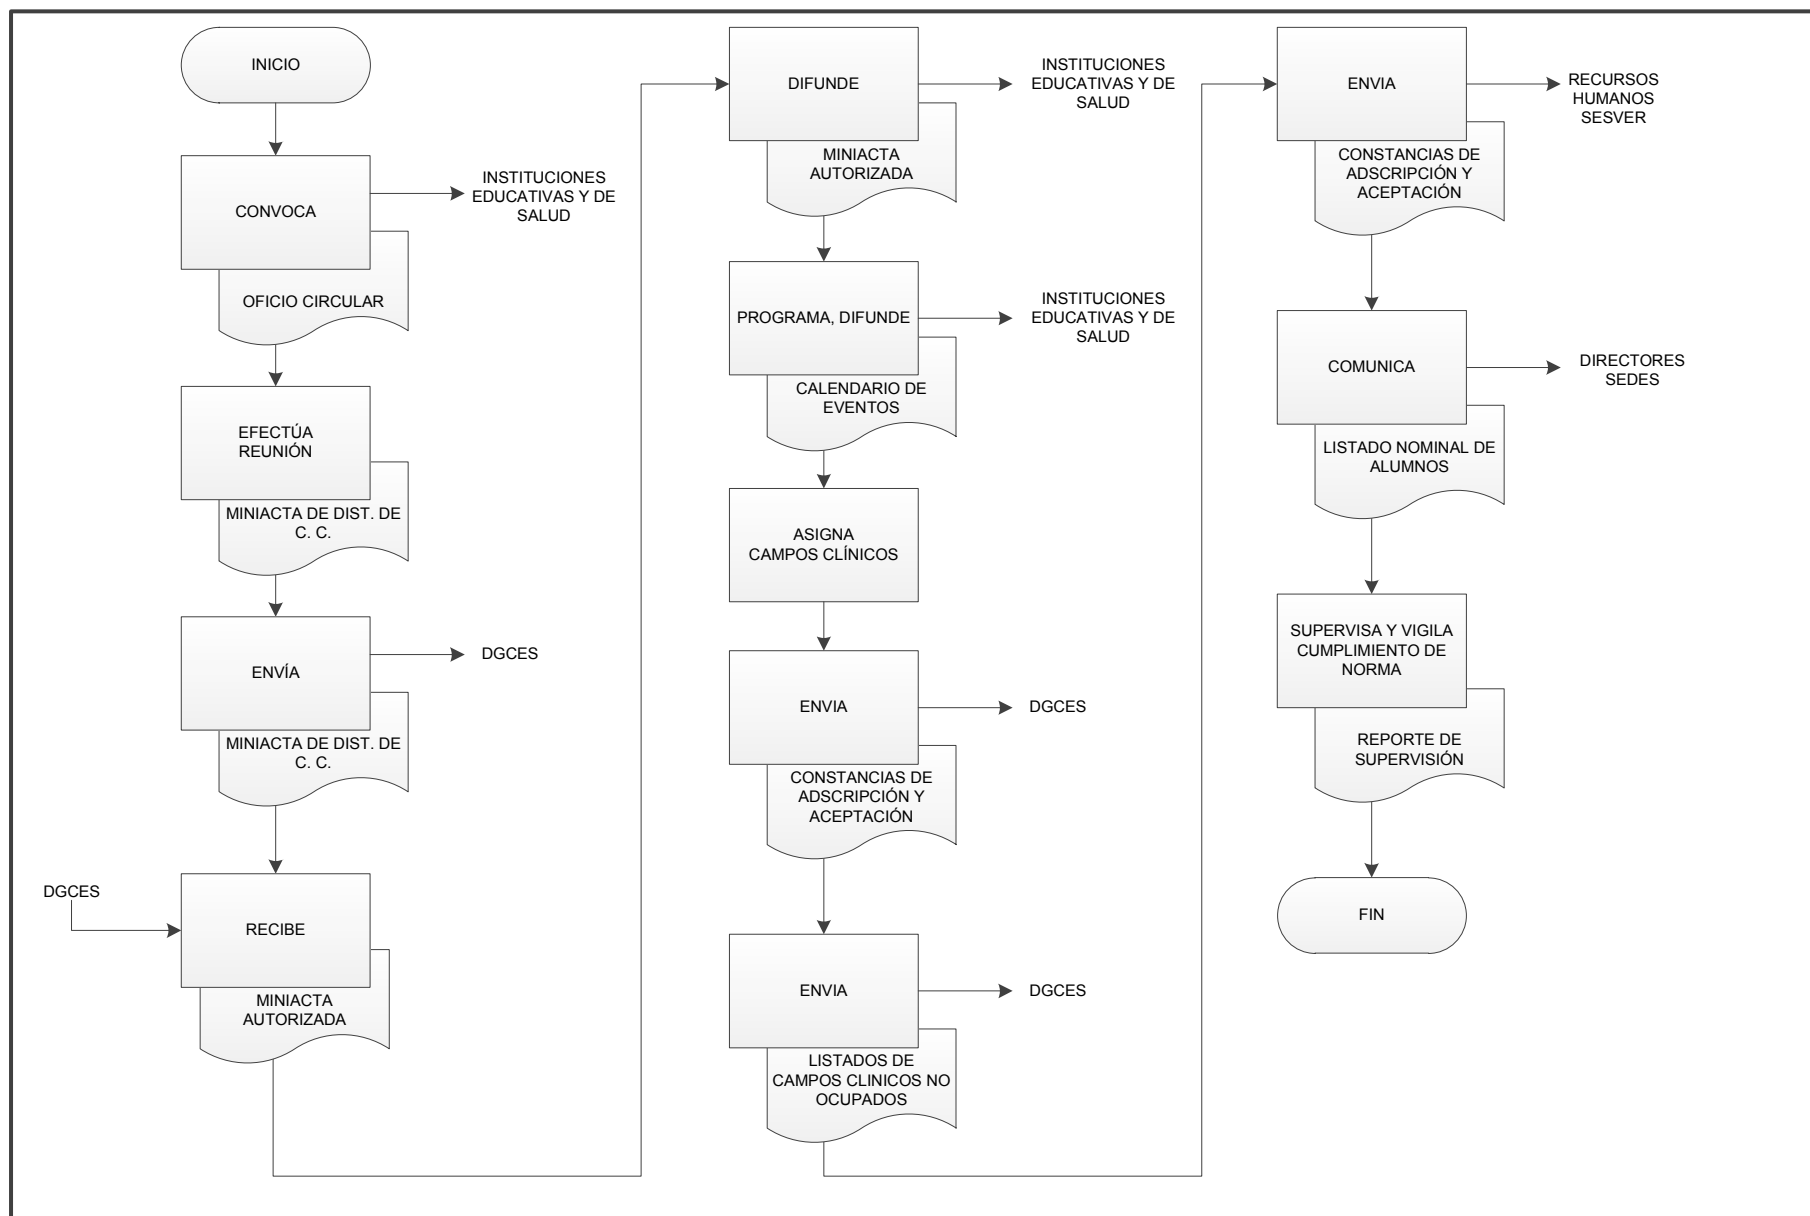 INICIO
CONVOCA
INSTITUCIONES
EDUCATIVAS Y DE
SALUD
OFICIO CIRCULAR
EFECTÚA
REUNIÓN
MINIACTA DE DIST. DE
C. C.
ENVÍA
DGCES
MINIACTA DE DIST. DE
C. C.
DGCES
RECIBE
MINIACTA
AUTORIZADA
DIFUNDE
INSTITUCIONES
EDUCATIVAS Y DE
SALUD
MINIACTA
AUTORIZADA
PROGRAMA, DIFUNDE
INSTITUCIONES
EDUCATIVAS Y DE
SALUD
CALENDARIO DE
EVENTOS
ASIGNA
CAMPOS CLÍNICOS
ENVIA
DGCES
CONSTANCIAS DE
ADSCRIPCIÓN Y
ACEPTACIÓN
ENVIA
DGCES
LISTADOS DE
CAMPOS CLINICOS NO
OCUPADOS
ENVIA
RECURSOS
HUMANOS
SESVER
CONSTANCIAS DE
ADSCRIPCIÓN Y
ACEPTACIÓN
COMUNICA
DIRECTORES
SEDES
LISTADO NOMINAL DE
ALUMNOS
SUPERVISA Y VIGILA
CUMPLIMIENTO DE
NORMA
REPORTE DE
SUPERVISIÓN
FIN